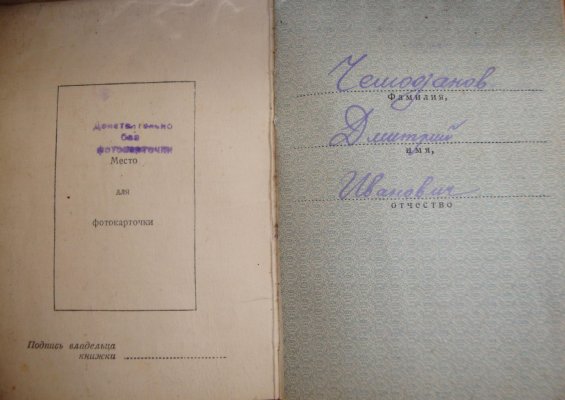 Действительно
без
фотокарточки
Место
для
фотокарточки
Подпись владельца
книжки
Чемоданов
Фамилия,
Дмитрий
имя,
Иванович
отчество